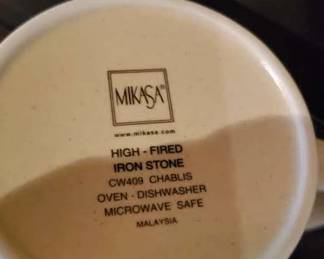 MIKASA®
www.mikasa.com
HIGH - FIRED
IRON STONE
CW409 CHABLIS
OVEN - DISHWASHER
MICROWAVE SAFE
MALAYSIA